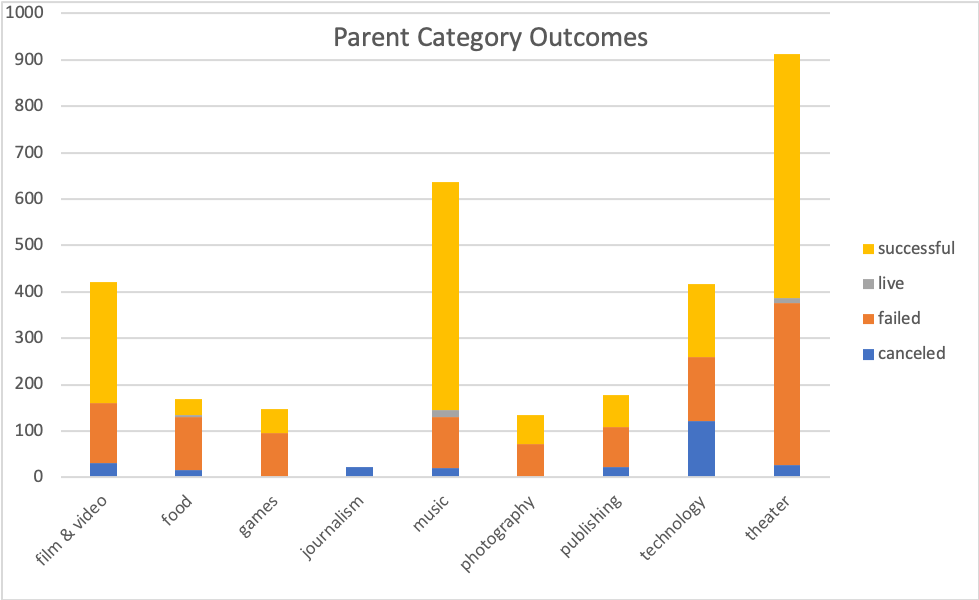 Parent Category Outcomes
1000
900
800
700
600
500
400
300
200
100
0
film & video
food
games
journalism
music
photography
publishing
technology
theater
successful
live
failed
canceled